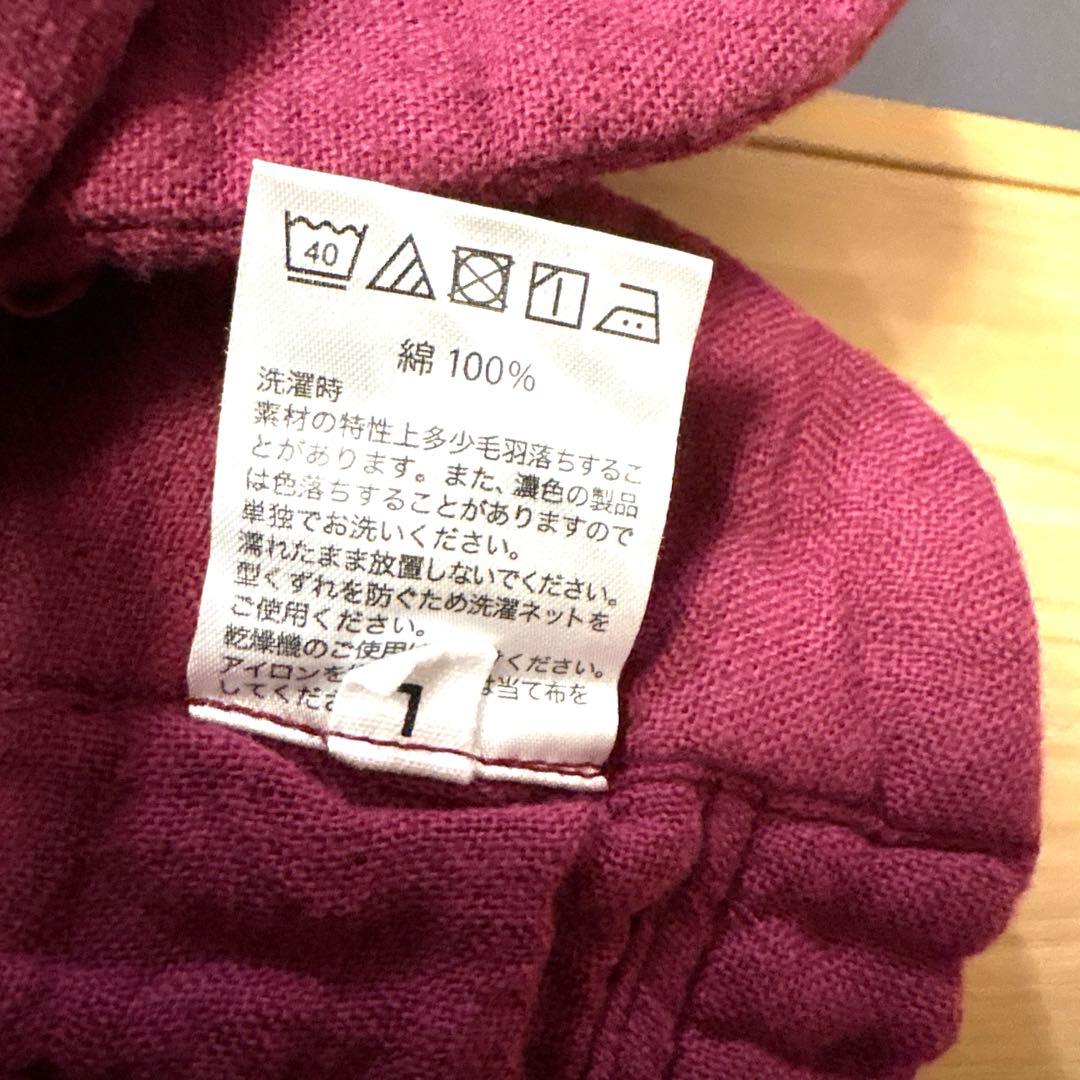 40
綿 100%
洗濯時
素材の特性上多少毛羽落ちするこ
とがあります。また、濃色の製品
は色落ちすることがありますので
単独でお洗いください。
濡れたまま放置しないでください。
型くずれを防ぐため洗濯ネットを
ご使用ください。
乾燥機のご使用 ください。
アイロンを 当て布を
してくださ
1